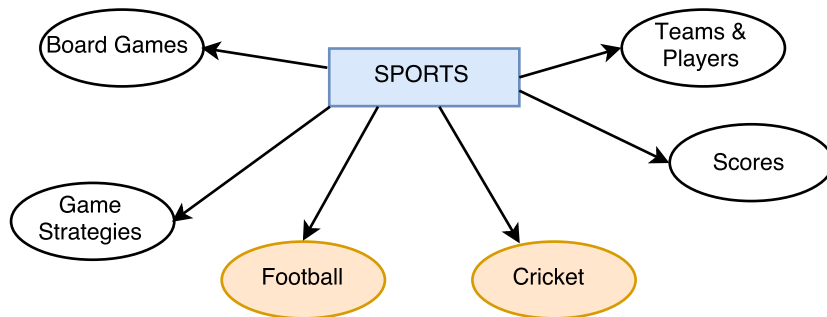 Board Games
SPORTS
Teams &
Players
Scores
Game
Strategies
Football
Cricket